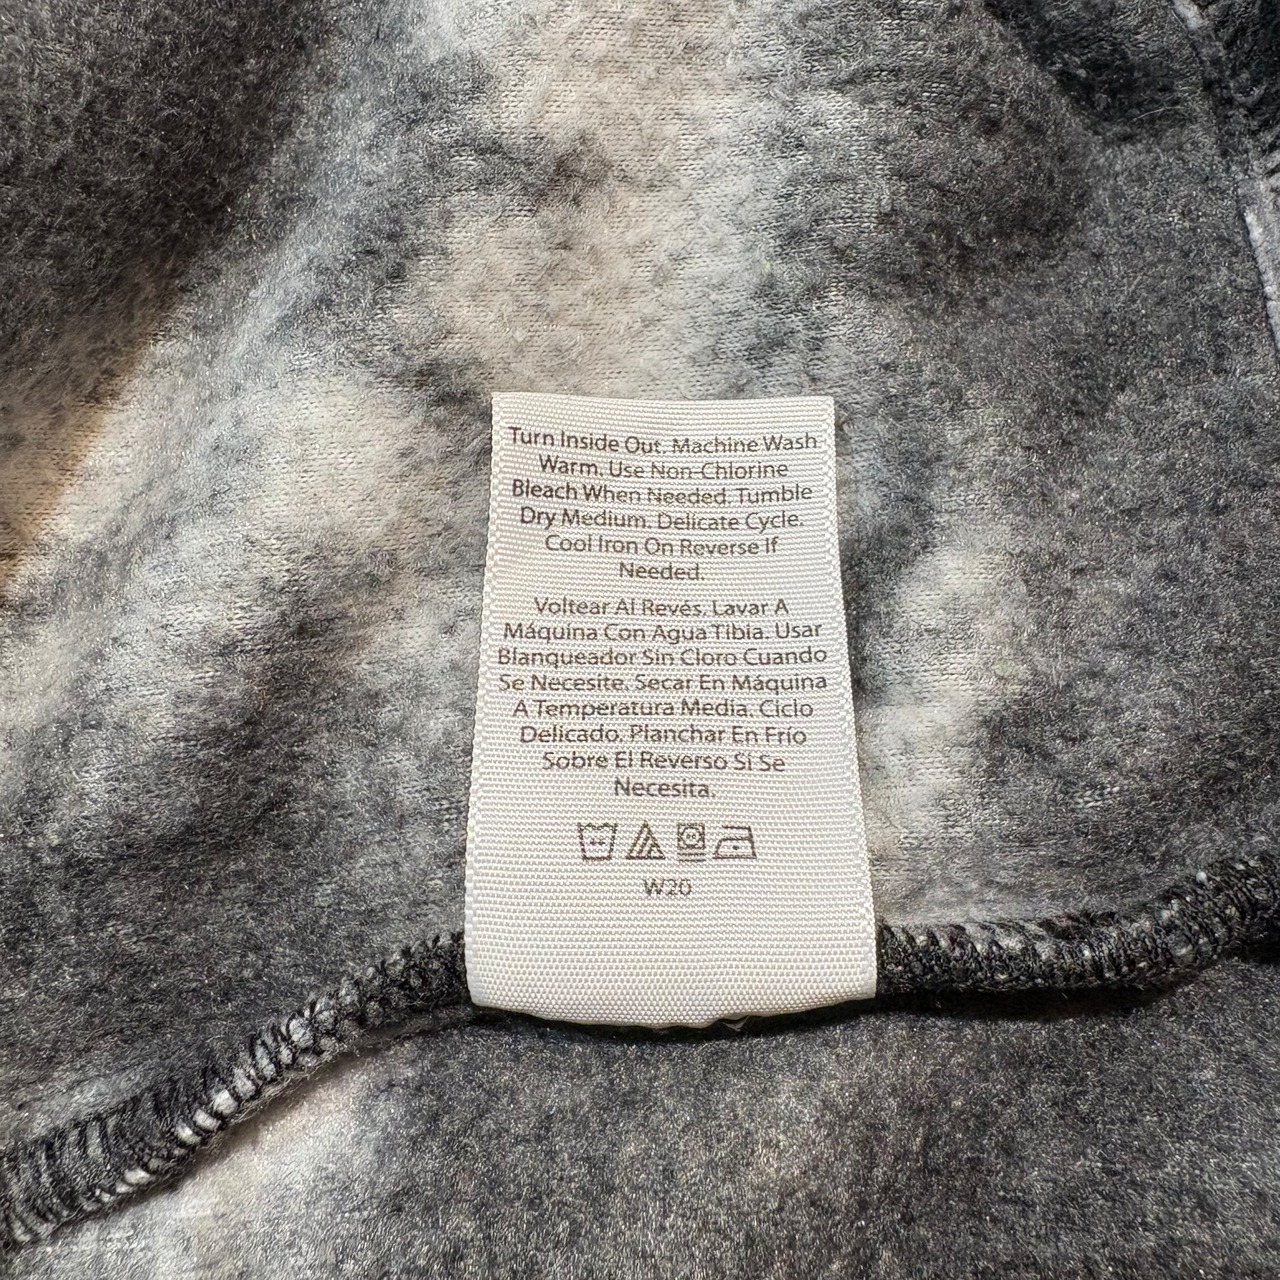 Turn Inside Out. Machine Wash
Warm. Use Non-Chlorine
Bleach When Needed. Tumble
Dry Medium. Delicate Cycle.
Cool Iron On Reverse If
Needed.
Voltear Al Revés. Lavar A
Máquina Con Agua Tibia. Usar
Blanqueador Sin Cloro Cuando
Se Necesite. Secar En Máquina
A Temperatura Media. Ciclo
Delicado. Planchar En Frío
Sobre El Reverso Si Se
Necesita.
W20